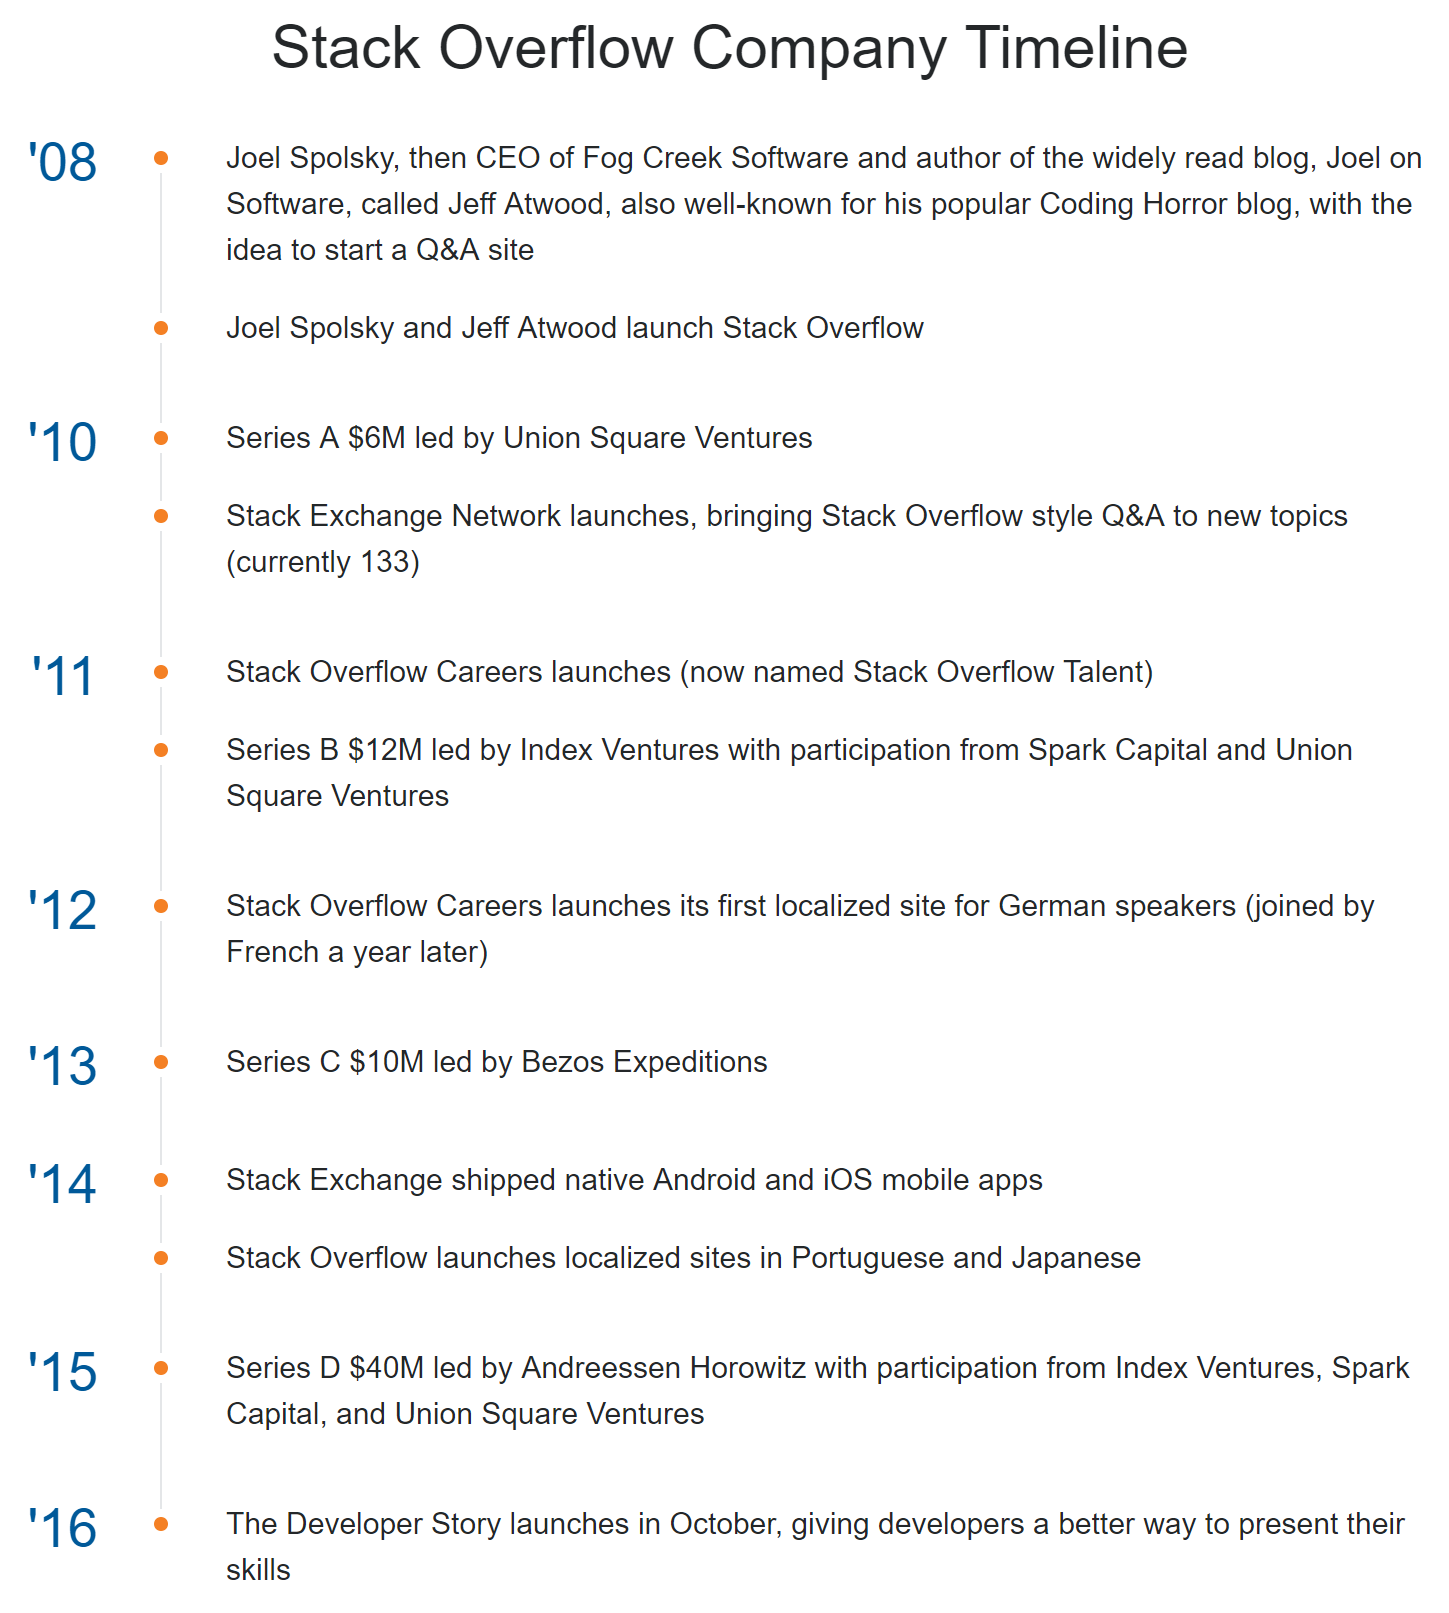 Stack Overflow Company Timeline
'08
Joel Spolsky, then CEO of Fog Creek Software and author of the widely read blog, Joel on
Software, called Jeff Atwood, also well-known for his popular Coding Horror blog, with the
idea to start a Q&A site
Joel Spolsky and Jeff Atwood launch Stack Overflow
'10
Series A $6M led by Union Square Ventures
Stack Exchange Network launches, bringing Stack Overflow style Q&A to new topics
(currently 133)
'11
Stack Overflow Careers launches (now named Stack Overflow Talent)
Series B $12M led by Index Ventures with participation from Spark Capital and Union
Square Ventures
'12
Stack Overflow Careers launches its first localized site for German speakers (joined by
French a year later)
'13
Series C $10M led by Bezos Expeditions
'14
Stack Exchange shipped native Android and iOS mobile apps
Stack Overflow launches localized sites in Portuguese and Japanese
'15
Series D $40M led by Andreessen Horowitz with participation from Index Ventures, Spark
Capital, and Union Square Ventures
'16
The Developer Story launches in October, giving developers a better way to present their
skills